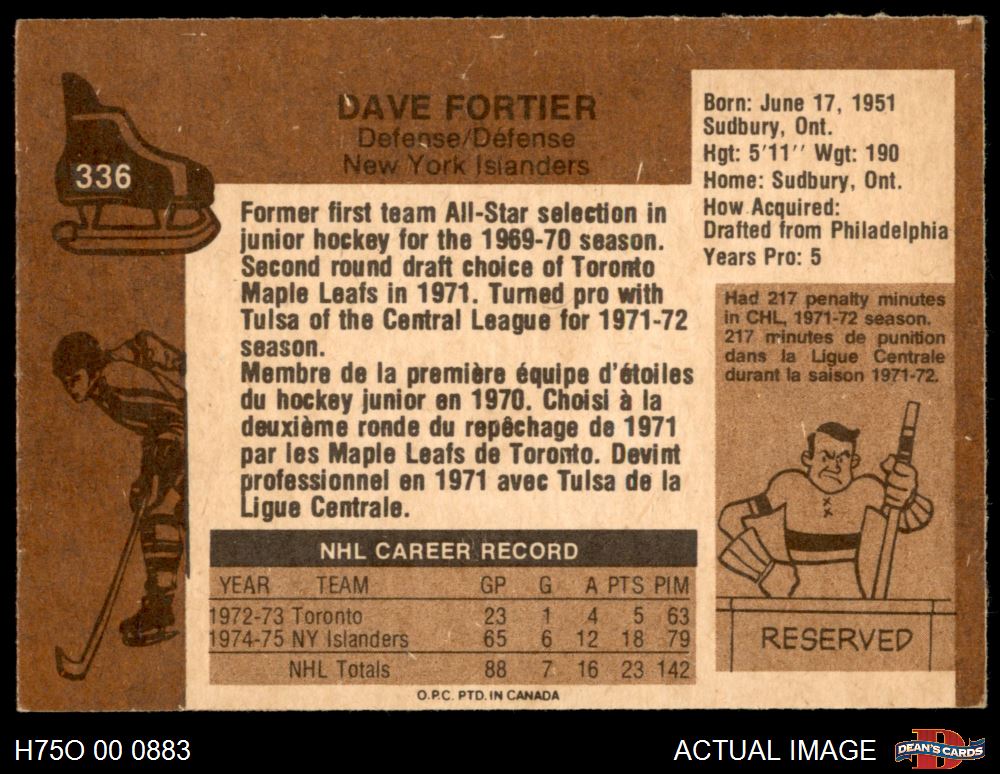 336
DAVE FORTIER
Defense/Défense
New York Islanders
Born: June 17, 1951
Sudbury, Ont.
Hgt: 5'11'' Wgt: 190
Home: Sudbury, Ont.
How Acquired:
Drafted from Philadelphia
Years Pro: 5
Former first team All-Star selection in
junior hockey for the 1969-70 season.
Second round draft choice of Toronto
Maple Leafs in 1971. Turned pro with
Tulsa of the Central League for 1971-72
season.
Membre de la première équipe d'étoiles
du hockey junior en 1970. Choisi à la
deuxième ronde du repêchage de 1971
par les Maple Leafs de Toronto. Devint
professionnel en 1971 avec Tulsa de la
Ligue Centrale.
Had 217 penalty minutes
in CHL, 1971-72 season.
217 minutes de punition
dans la Ligue Centrale
durant la saison 1971-72.
RESERVED
NHL CAREER RECORD
YEAR TEAM GP G A PTS PIM
1972-73 Toronto 23 1 4 5 63
1974-75 NY Islanders 65 6 12 18 79
NHL Totals 88 7 16 23 142
O.P.C. PTD. IN CANADA
H75O 00 0883
ACTUAL IMAGE
DEAN'S CARDS